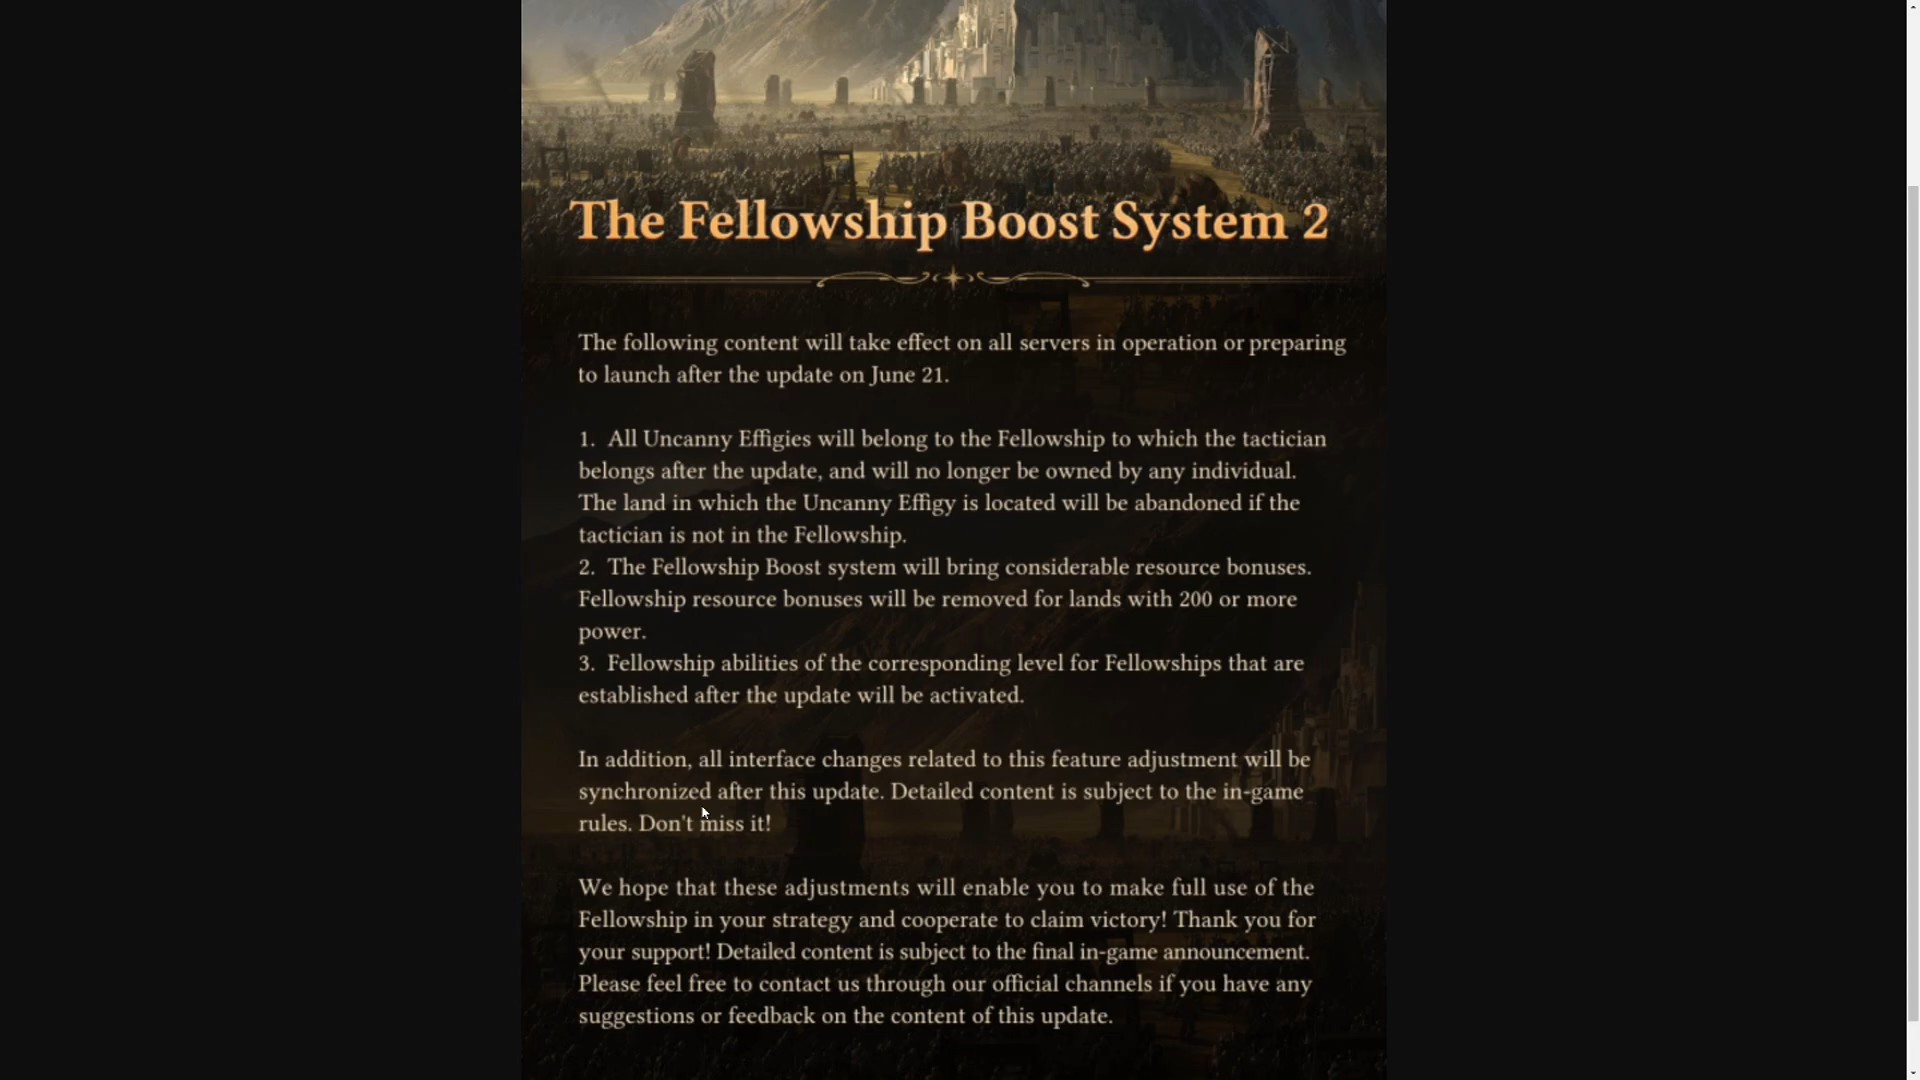 The Fellowship Boost System 2
The following content will take effect on all servers in operation or preparing
to launch after the update on June 21.
1. All Uncanny Effigies will belong to the Fellowship to which the tactician
belongs after the update, and will no longer be owned by any individual.
The land in which the Uncanny Effigy is located will be abandoned if the
tactician is not in the Fellowship.
2. The Fellowship Boost system will bring considerable resource bonuses.
Fellowship resource bonuses will be removed for lands with 200 or more
power.
3. Fellowship abilities of the corresponding level for Fellowships that are
established after the update will be activated.
In addition, all interface changes related to this feature adjustment will be
synchronized after this update. Detailed content is subject to the in-game
rules. Don't miss it!
We hope that these adjustments will enable you to make full use of the
Fellowship in your strategy and cooperate to claim victory! Thank you for
your support! Detailed content is subject to the final in-game announcement.
Please feel free to contact us through our official channels if you have any
suggestions or feedback on the content of this update.